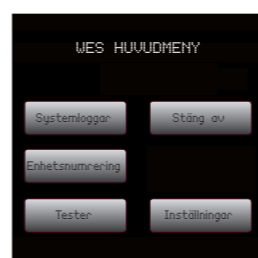 WES HUVUDMENY
Systemloggar
Stäng av
Enhetsnumrering
Tester
Inställningar